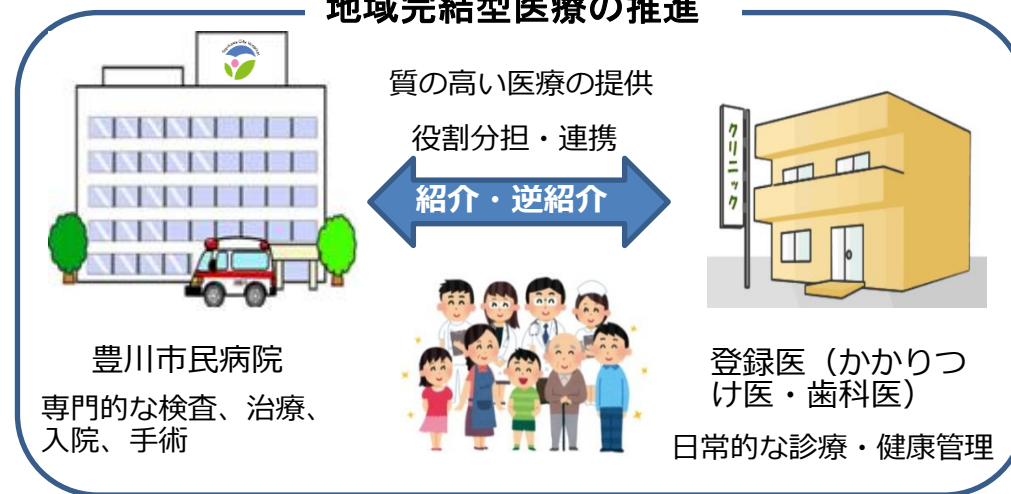 地域完結型医療の推進
質の高い医療の提供
役割分担・連携
紹介・逆紹介
クリニック
豊川市民病院
専門的な検査、治療、
入院、手術
登録医（かかりつ
け医・歯科医）
日常的な診療・健康管理